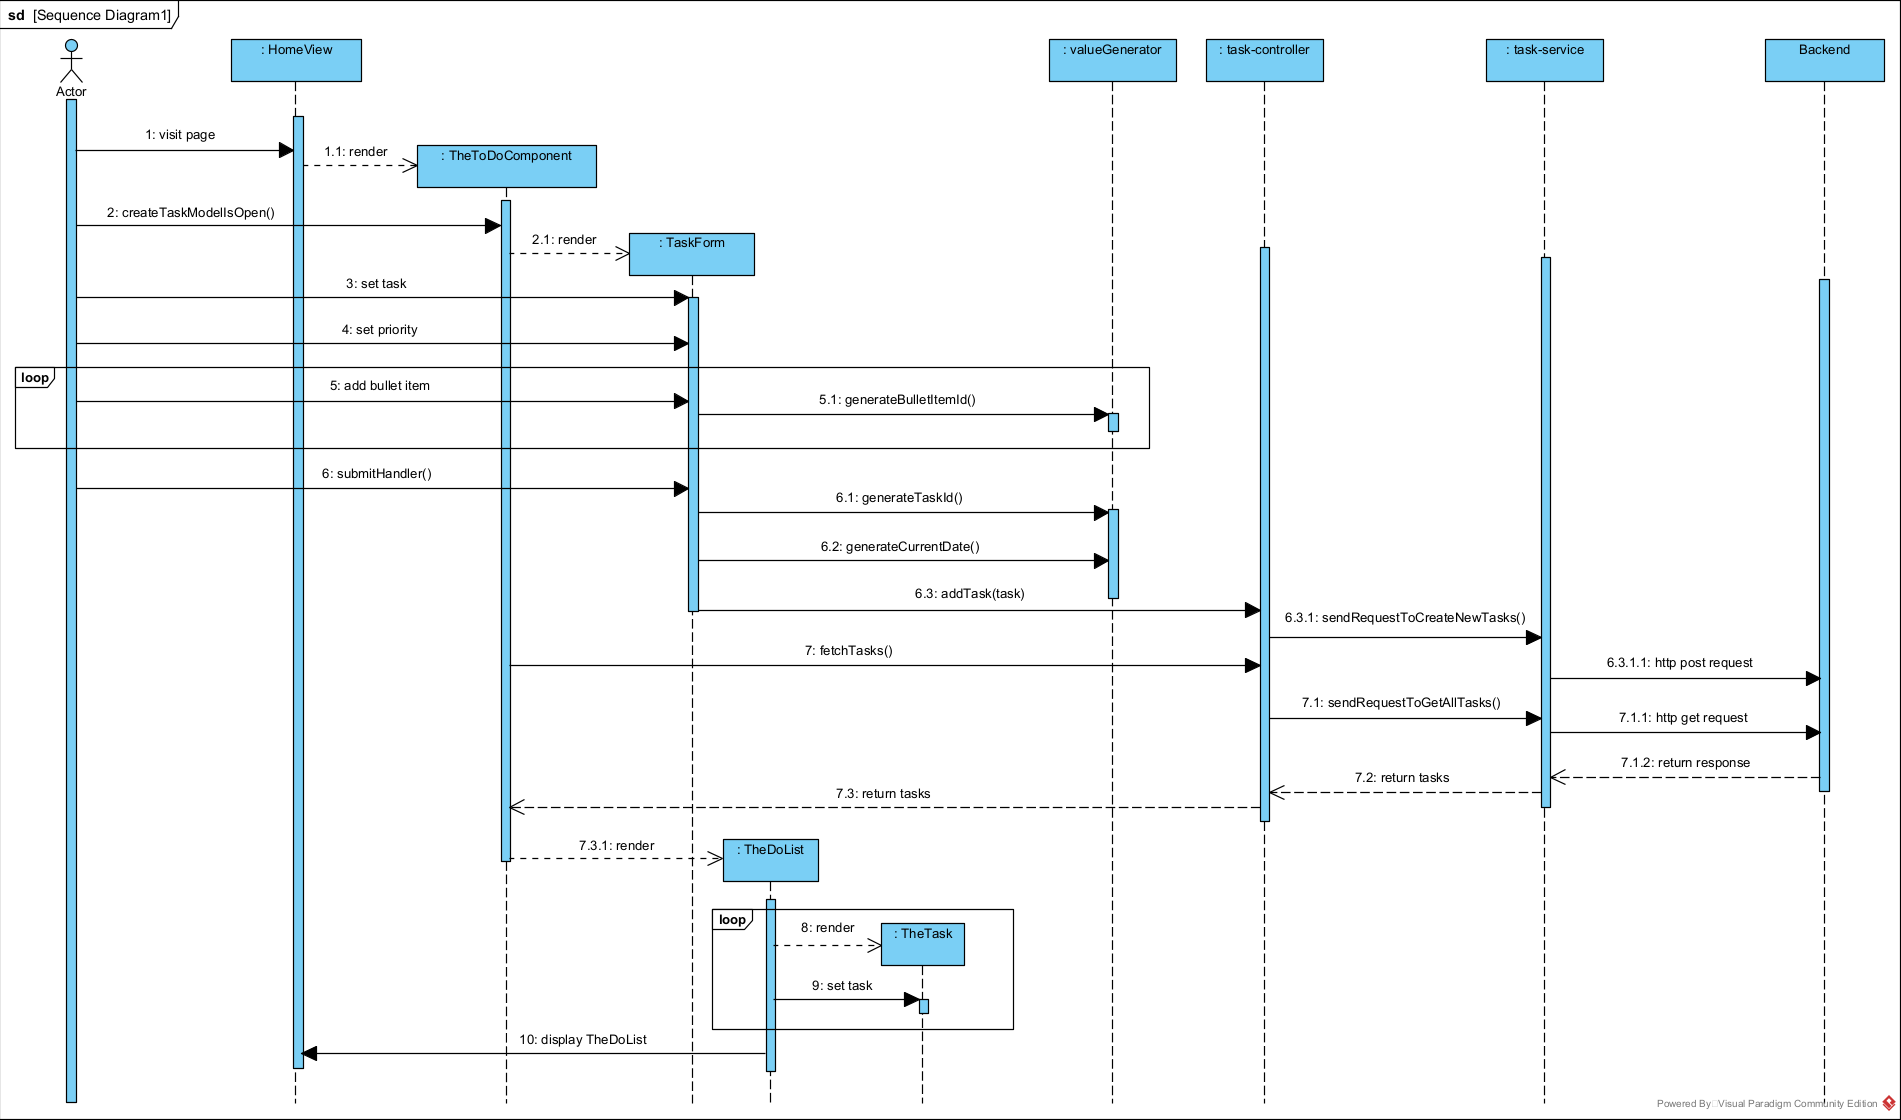 sd [Sequence Diagram1]
Actor
: HomeView
: valueGenerator
: task-controller
: task-service
Backend
1: visit page
1.1: render
: TheToDoComponent
2: createTaskModelIsOpen()
2.1: render
: TaskForm
3: set task
4: set priority
loop
5: add bullet item
5.1: generateBulletItemId()
6: submitHandler()
6.1: generateTaskId()
6.2: generateCurrentDate()
6.3: addTask(task)
6.3.1: sendRequestToCreateNewTasks()
7: fetchTasks()
6.3.1.1: http post request
7.1: sendRequestToGetAllTasks()
7.1.1: http get request
7.1.2: return response
7.2: return tasks
7.3: return tasks
7.3.1: render
: TheDoList
loop
8: render
: TheTask
9: set task
10: display TheDoList
Powered By Visual Paradigm Community Edition